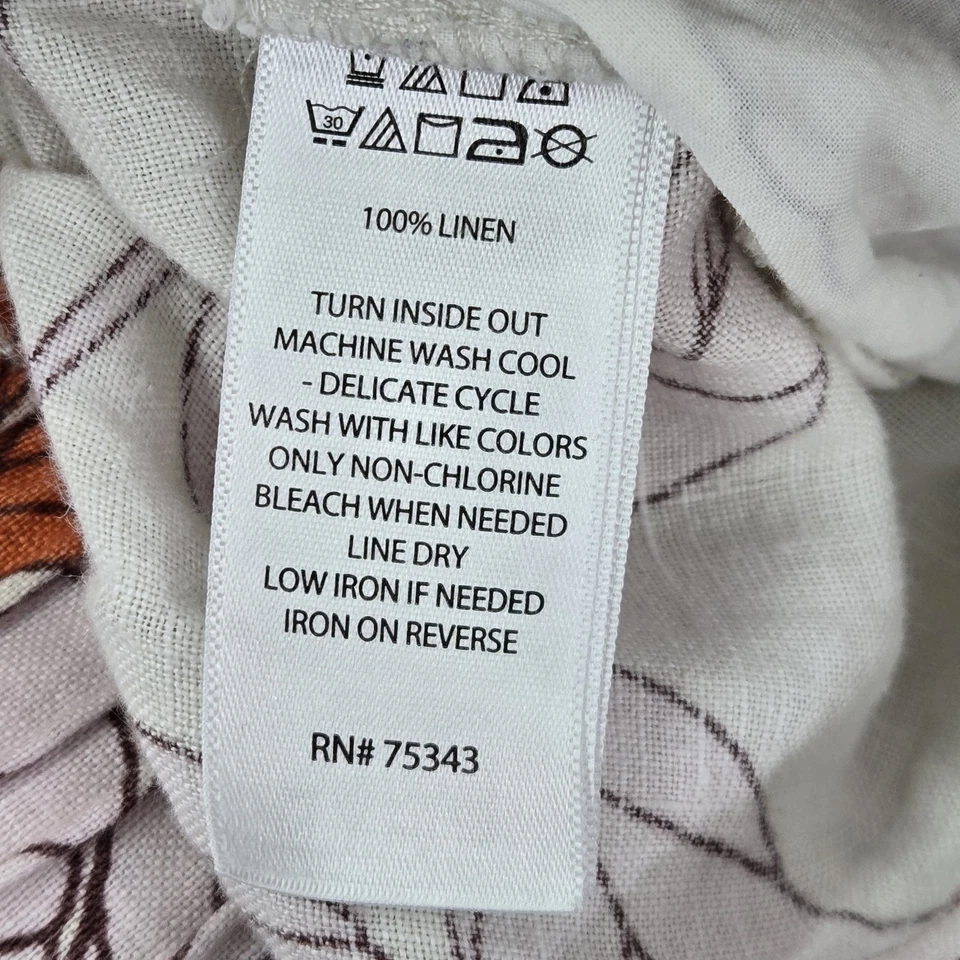 30
100% LINEN
TURN INSIDE OUT
MACHINE WASH COOL
- DELICATE CYCLE
WASH WITH LIKE COLORS
ONLY NON-CHLORINE
BLEACH WHEN NEEDED
LINE DRY
LOW IRON IF NEEDED
IRON ON REVERSE
RN# 75343